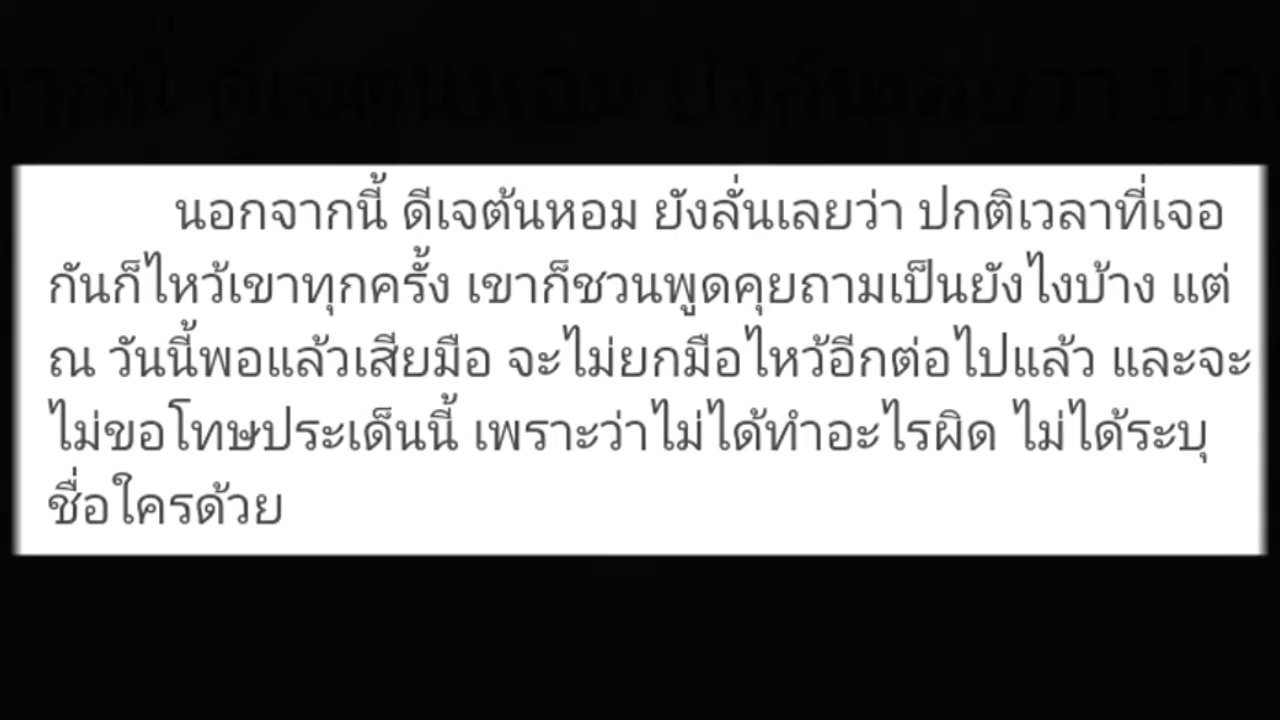 นอกจากนี้ ดีเจต้นหอม ยังลั่นเลยว่า ปกติเวลาที่เจอ
กันก็ไหว้เขาทุกครั้ง เขาก็ชวนพูดคุยถามเป็นยังไงบ้าง แต่
ณ วันนี้พอแล้วเสียมือ จะไม่ยกมือไหว้อีกต่อไปแล้ว และจะ
ไม่ขอโทษประเด็นนี้ เพราะว่าไม่ได้ทำอะไรผิด ไม่ได้ระบุ
ชื่อใครด้วย